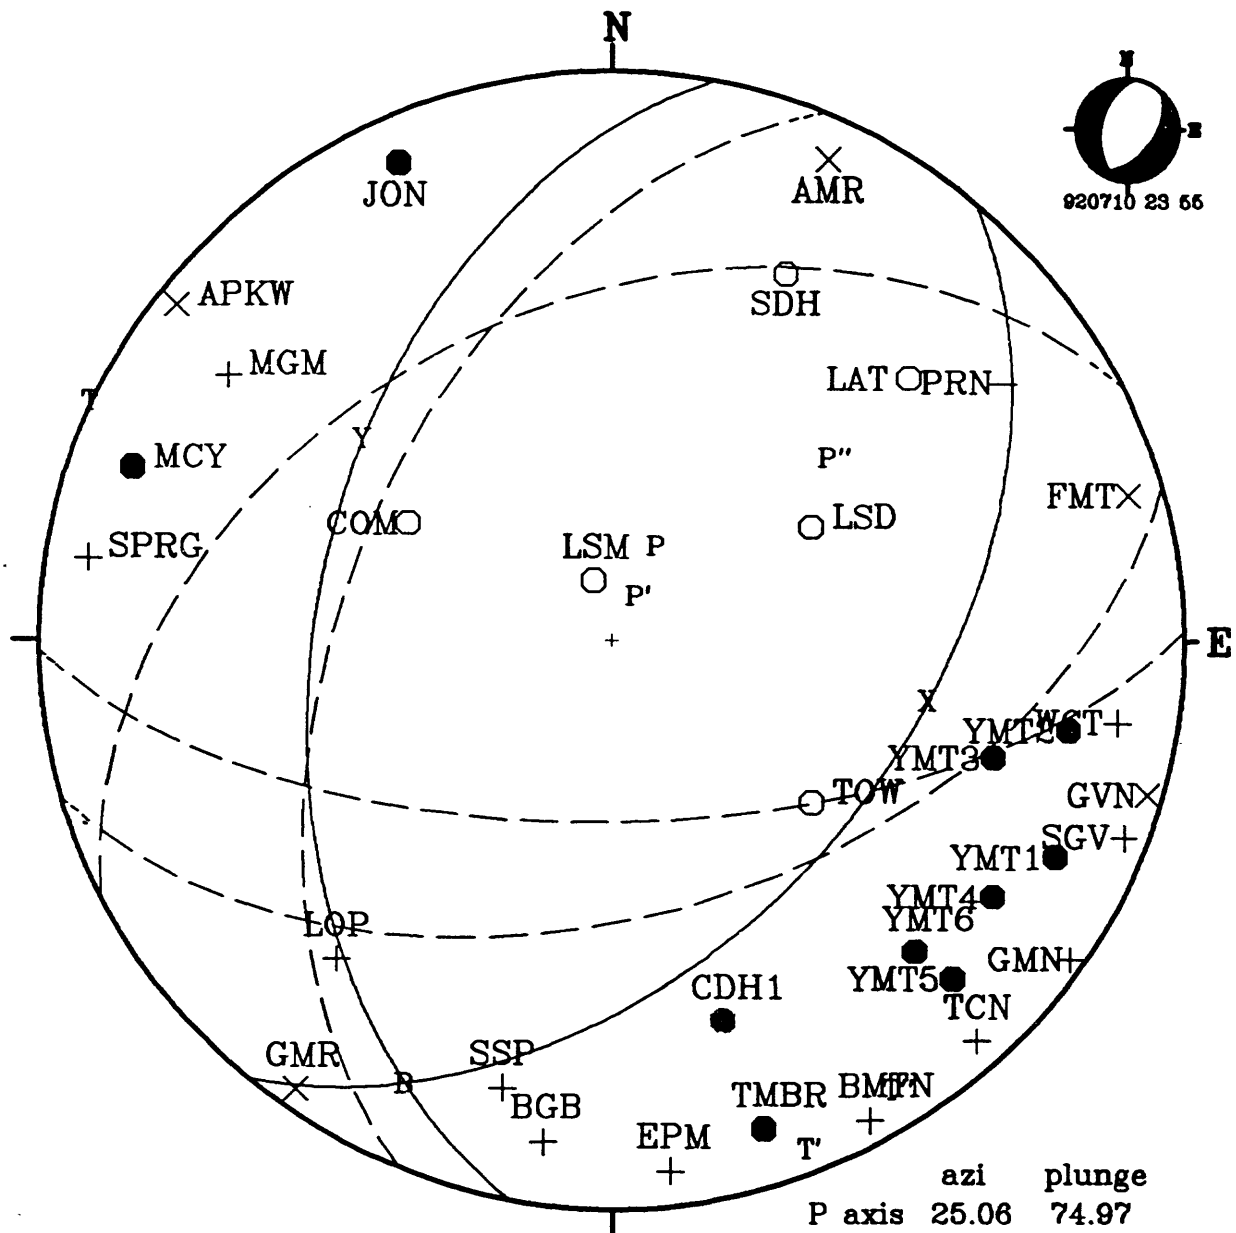 N
N
JON
AMR
E
920710 23 55
APKW
SDH
MGM
LAT PRN
T
Y
MCY
P''
FMT
COM
LSD
SPRG
LSM P
P'
E
X
WCT
YMT2
YMT3
TOW
GVN
SGV
YMT1
YMT4
LOP
YMT6
GMN
YMT5
CDH1
TCN
GMR
SSP
B
BGB
TMBR
EPM
T'
azi plunge
P axis 25.06 74.97